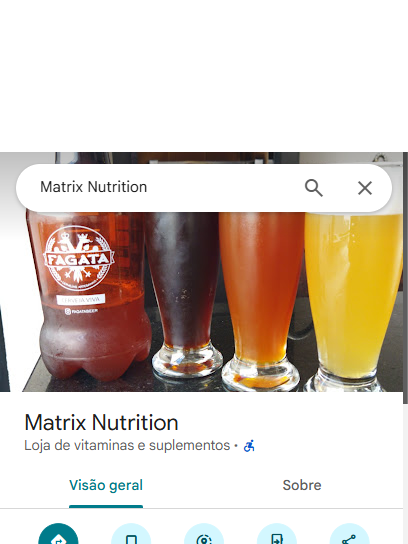 Matrix Nutrition
FAGATA
CERVEJA VIVA
FAGATABEER
Matrix Nutrition
Loja de vitaminas e suplementos ·
Visão geral
Sobre